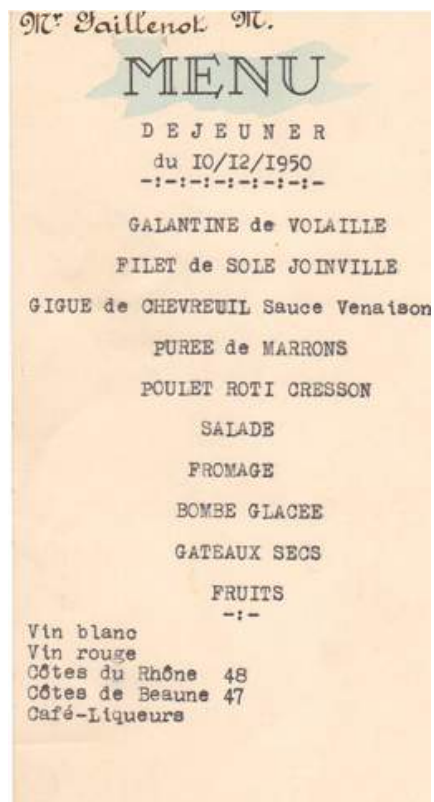 Mr Gaillenot M.
MENU
DEJEUNER
du IO/I2/I950
-:-:-:-:-:-:-:-
GALANTINE de VOLAILLE
FILET de SOLE JOINVILLE
GIGUE de CHEVREUIL Sauce Venaison
PUREE de MARRONS
POULET ROTI CRESSON
SALADE
FROMAGE
BOMBE GLACEE
GATEAUX SECS
FRUITS
-:-
Vin blanc
Vin rouge
Côtes du Rhône 48
Côtes de Beaune 47
Café-Liqueurs